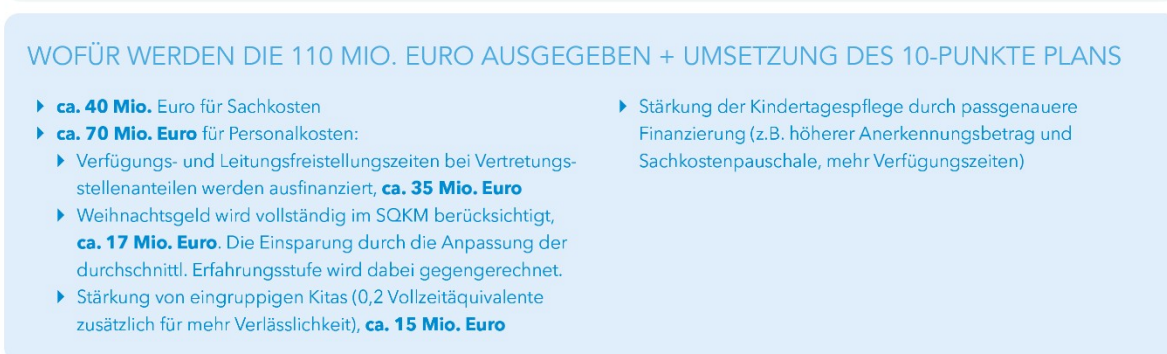 WOFÜR WERDEN DIE 110 MIO. EURO AUSGEGEBEN + UMSETZUNG DES 10-PUNKTE PLANS
ca. 40 Mio. Euro für Sachkosten
ca. 70 Mio. Euro für Personalkosten:
Verfügungs- und Leitungsfreistellungszeiten bei Vertretungs-
stellenanteilen werden ausfinanziert, ca. 35 Mio. Euro
Weihnachtsgeld wird vollständig im SQKM berücksichtigt,
ca. 17 Mio. Euro. Die Einsparung durch die Anpassung der
durchschnittl. Erfahrungsstufe wird dabei gegengerechnet.
Stärkung von eingruppigen Kitas (0,2 Vollzeitäquivalente
zusätzlich für mehr Verlässlichkeit), ca. 15 Mio. Euro
Stärkung der Kindertagespflege durch passgenauere
Finanzierung (z.B. höherer Anerkennungsbetrag und
Sachkostenpauschale, mehr Verfügungszeiten)